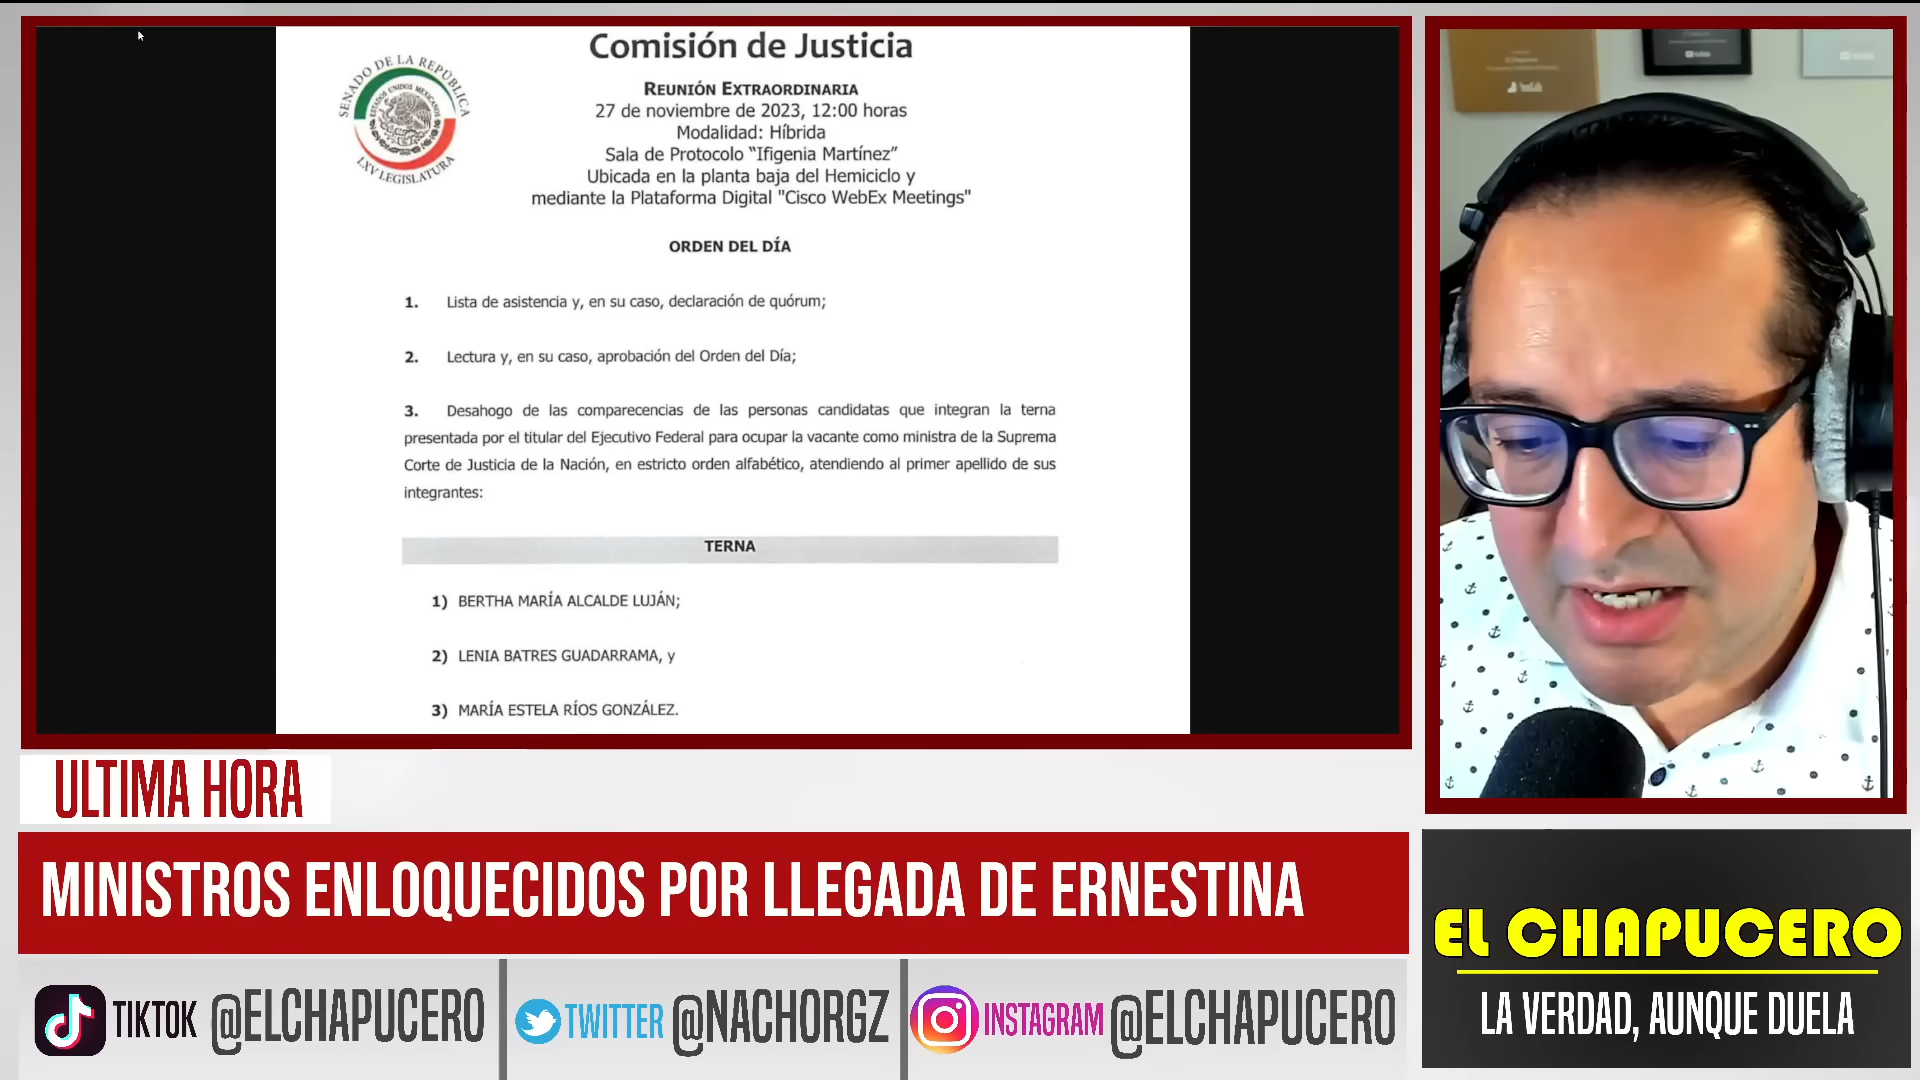 Comisión de Justicia
SENADO DE LA REPÚBLICA
ESTADOS UNIDOS MEXICANOS
LXV LEGISLATURA
REUNIÓN EXTRAORDINARIA
27 de noviembre de 2023, 12:00 horas
Modalidad: Híbrida
Sala de Protocolo “Ifigenia Martínez”
Ubicada en la planta baja del Hemiciclo y
mediante la Plataforma Digital "Cisco WebEx Meetings"
ORDEN DEL DÍA
1. Lista de asistencia y, en su caso, declaración de quórum;
2. Lectura y, en su caso, aprobación del Orden del Día;
3. Desahogo de las comparecencias de las personas candidatas que integran la terna
presentada por el titular del Ejecutivo Federal para ocupar la vacante como ministra de la Suprema
Corte de Justicia de la Nación, en estricto orden alfabético, atendiendo al primer apellido de sus
integrantes:
TERNA
1) BERTHA MARÍA ALCALDE LUJÁN;
2) LENIA BATRES GUADARRAMA, y
3) MARÍA ESTELA RÍOS GONZÁLEZ.
ULTIMA HORA
MINISTROS ENLOQUECIDOS POR LLEGADA DE ERNESTINA
EL CHAPUCERO
LA VERDAD, AUNQUE DUELA
TIKTOK @ELCHAPUCERO
TWITTER @NACHORGZ
INSTAGRAM @ELCHAPUCERO